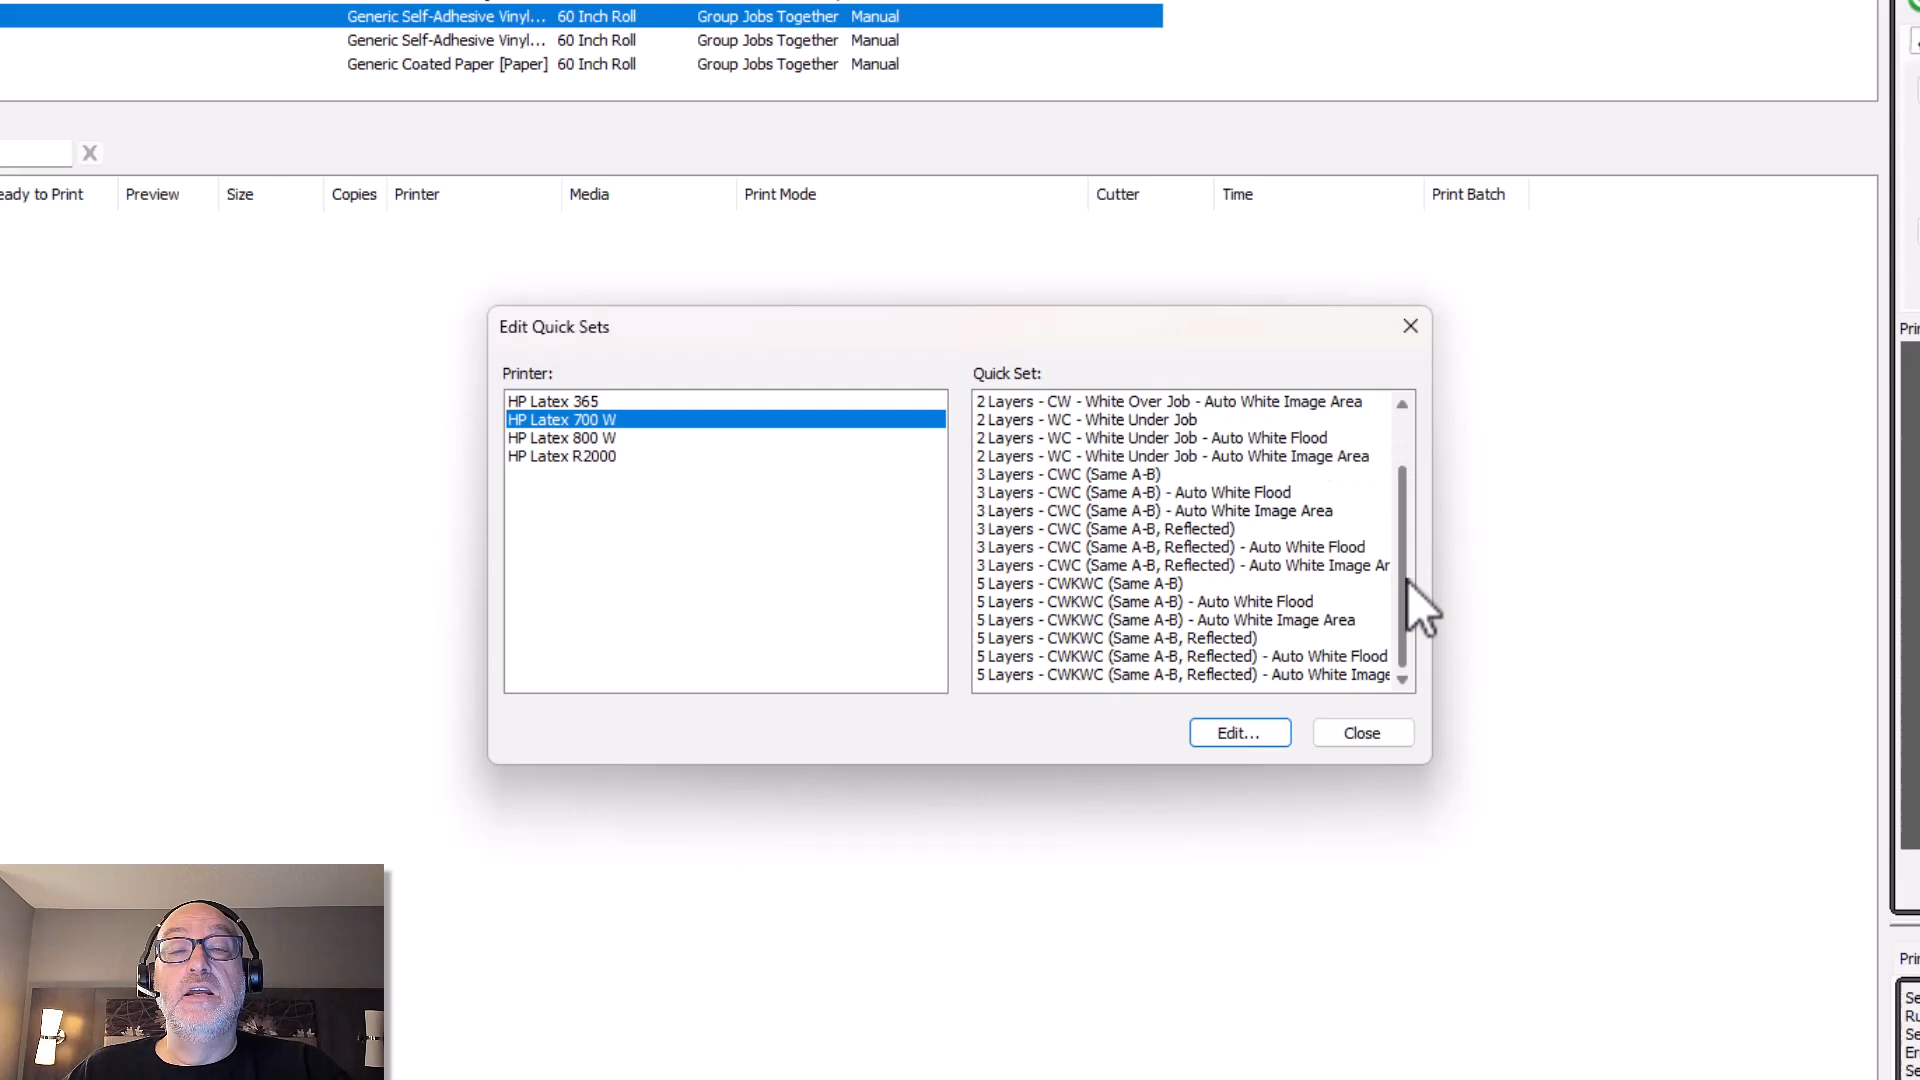 Generic Self-Adhesive Vinyl... 60 Inch Roll Group Jobs Together Manual
Generic Self-Adhesive Vinyl... 60 Inch Roll Group Jobs Together Manual
Generic Coated Paper [Paper] 60 Inch Roll Group Jobs Together Manual
X
eady to Print Preview Size Copies Printer Media Print Mode Cutter Time Print Batch
Edit Quick Sets
Printer:
HP Latex 365
HP Latex 700 W
HP Latex 800 W
HP Latex R2000
Quick Set:
2 Layers - CW - White Over Job - Auto White Image Area
2 Layers - WC - White Under Job
2 Layers - WC - White Under Job - Auto White Flood
2 Layers - WC - White Under Job - Auto White Image Area
3 Layers - CWC (Same A-B)
3 Layers - CWC (Same A-B) - Auto White Flood
3 Layers - CWC (Same A-B) - Auto White Image Area
3 Layers - CWC (Same A-B, Reflected)
3 Layers - CWC (Same A-B, Reflected) - Auto White Flood
3 Layers - CWC (Same A-B, Reflected) - Auto White Image Ar
5 Layers - CWKWC (Same A-B)
5 Layers - CWKWC (Same A-B) - Auto White Flood
5 Layers - CWKWC (Same A-B) - Auto White Image Area
5 Layers - CWKWC (Same A-B, Reflected)
5 Layers - CWKWC (Same A-B, Reflected) - Auto White Flood
5 Layers - CWKWC (Same A-B, Reflected) - Auto White Image
Edit... Close
Prin
Prin
Se
Ru
Se
Er
Se